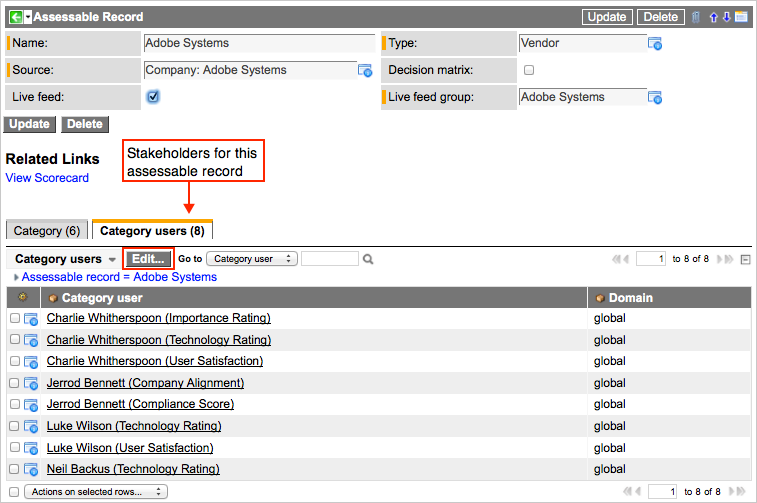 Assessable Record
Update Delete
Name: Adobe Systems Type: Vendor
Source: Company: Adobe Systems Decision matrix:
Live feed: Live feed group: Adobe Systems
Update Delete
Related Links
View Scorecard
Stakeholders for this
assessable record
Category (6) Category users (8)
Category users Edit... Go to Category user 1 to 8 of 8
Assessable record = Adobe Systems
Category user Domain
Charlie Whitherspoon (Importance Rating) global
Charlie Whitherspoon (Technology Rating) global
Charlie Whitherspoon (User Satisfaction) global
Jerrod Bennett (Company Alignment) global
Jerrod Bennett (Compliance Score) global
Luke Wilson (Technology Rating) global
Luke Wilson (User Satisfaction) global
Neil Backus (Technology Rating) global
Actions on selected rows... 1 to 8 of 8